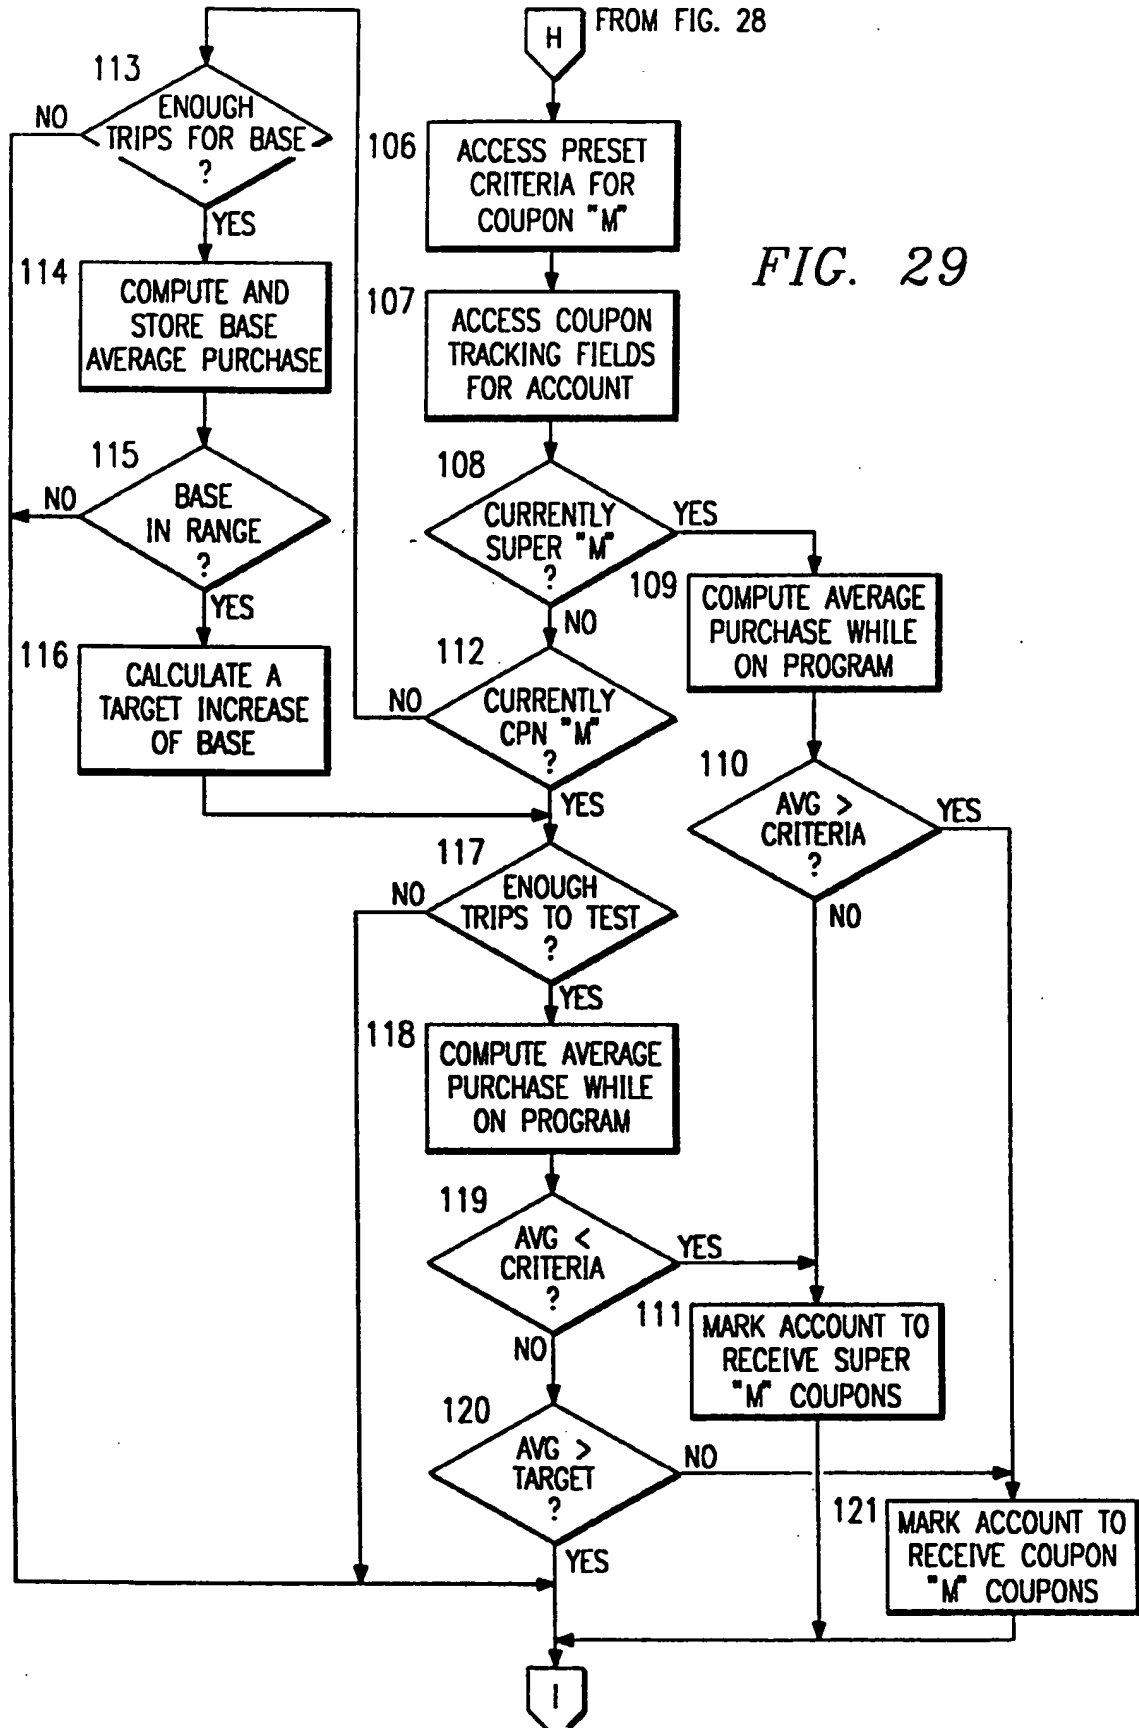 H
FROM FIG. 28
FIG. 29
106
ACCESS PRESET
CRITERIA FOR
COUPON "M"
107
ACCESS COUPON
TRACKING FIELDS
FOR ACCOUNT
108
CURRENTLY
SUPER "M"
?
YES
NO
109
COMPUTE AVERAGE
PURCHASE WHILE
ON PROGRAM
110
AVG >
CRITERIA
?
YES
NO
112
CURRENTLY
CPN "M"
?
NO
YES
113
ENOUGH
TRIPS FOR BASE
?
NO
YES
114
COMPUTE AND
STORE BASE
AVERAGE PURCHASE
115
BASE
IN RANGE
?
NO
YES
116
CALCULATE A
TARGET INCREASE
OF BASE
117
ENOUGH
TRIPS TO TEST
?
NO
YES
118
COMPUTE AVERAGE
PURCHASE WHILE
ON PROGRAM
119
AVG <
CRITERIA
?
YES
NO
111
MARK ACCOUNT TO
RECEIVE SUPER
"M" COUPONS
120
AVG >
TARGET
?
NO
YES
121
MARK ACCOUNT TO
RECEIVE COUPON
"M" COUPONS
I